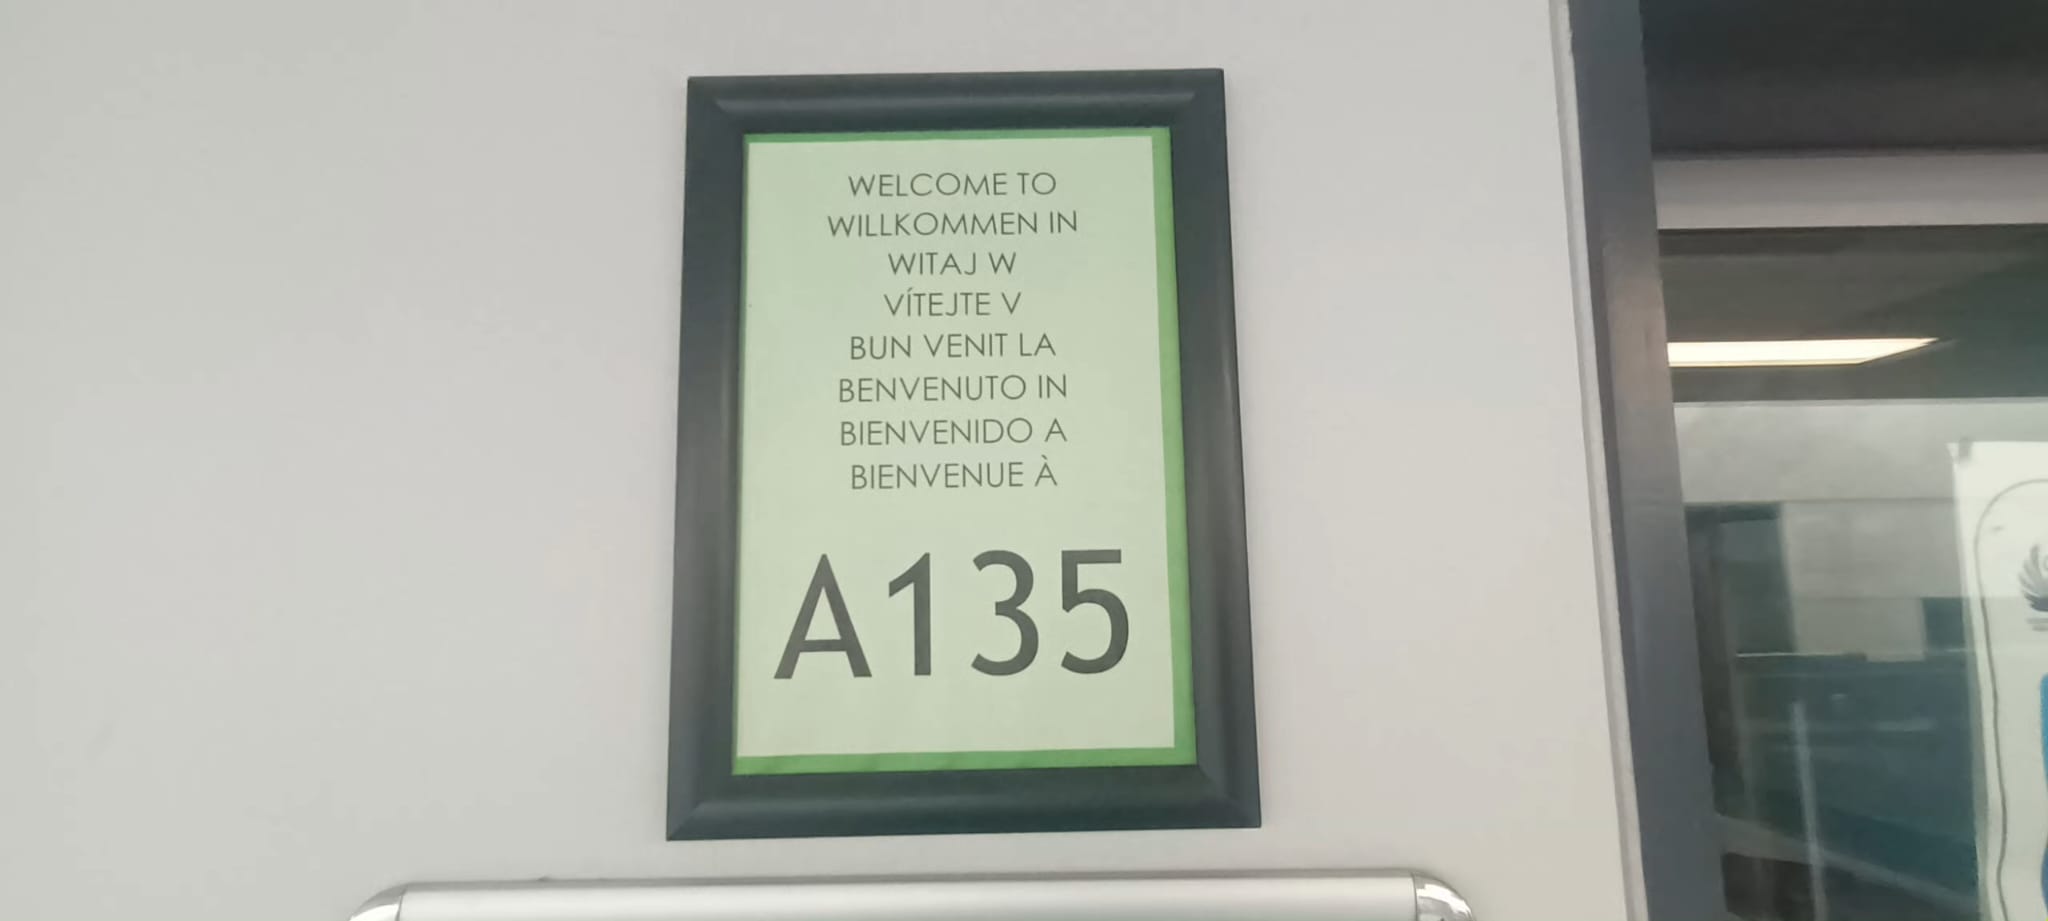 WELCOME TO
WILLKOMMEN IN
WITAJ W
VÍTEJTE V
BUN VENIT LA
BENVENUTO IN
BIENVENIDO A
BIENVENUE À
A135